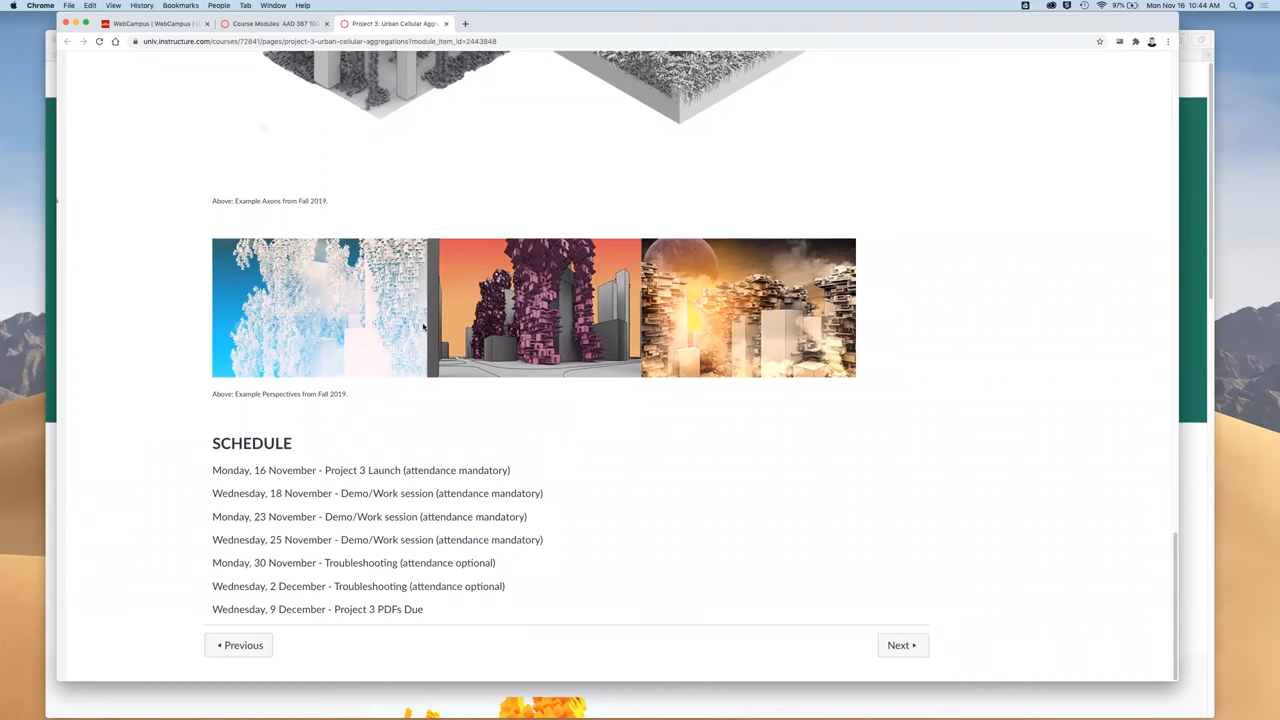 Chrome File Edit View History Bookmarks People Tab Window Help
97% Mon Nov 16 10:44 AM
WebCampus | WebCampus | U
Course Modules: AAD 367 100
Project 3: Urban Cellular Aggr
univ.instructure.com/courses/72841/pages/project-3-urban-cellular-aggregations?module_item_id=2443848
Above: Example Axons from Fall 2019.
Above: Example Perspectives from Fall 2019.
SCHEDULE
Monday, 16 November - Project 3 Launch (attendance mandatory)
Wednesday, 18 November - Demo/Work session (attendance mandatory)
Monday, 23 November - Demo/Work session (attendance mandatory)
Wednesday, 25 November - Demo/Work session (attendance mandatory)
Monday, 30 November - Troubleshooting (attendance optional)
Wednesday, 2 December - Troubleshooting (attendance optional)
Wednesday, 9 December - Project 3 PDFs Due
Previous
Next